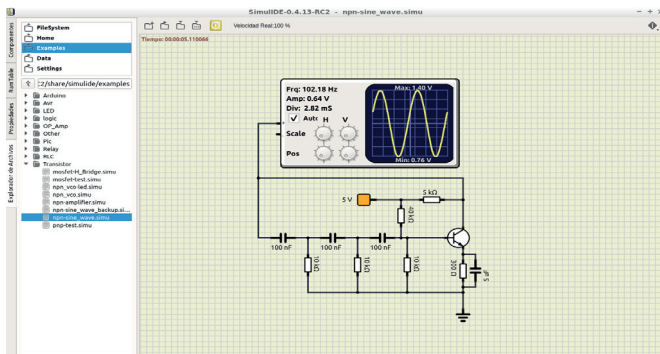 SimulIDE-0.4.13-RC2 - npn-sine_wave.simu
Componentes
RamTable
Propiedades
Explorador de Archivos
FileSystem
Home
Examples
Data
Settings
:2/share/simulide/examples
Arduino
Avr
LED
logic
OP_Amp
Other
Pic
Relay
MLC
Transistor
mosfet-H_Bridge.simu
mosfet-test.simu
npn_vco-led.simu
npn_vco.simu
npn-amplifier.simu
npn-sine_wave_backup.si...
npn-sine_wave.simu
pnp-test.simu
Velocidad Real:100 %
Tiempo: 00:00:05.110066
Frq: 102.18 Hz
Amp: 0.64 V
Div: 2.82 mS
Auto H V
Scale
Pos
Max: 1.40 V
Min: 0.76 V
5 V
5 kΩ
40 kΩ
100 nF
100 nF
100 nF
10 kΩ
10 kΩ
10 kΩ
300 Ω